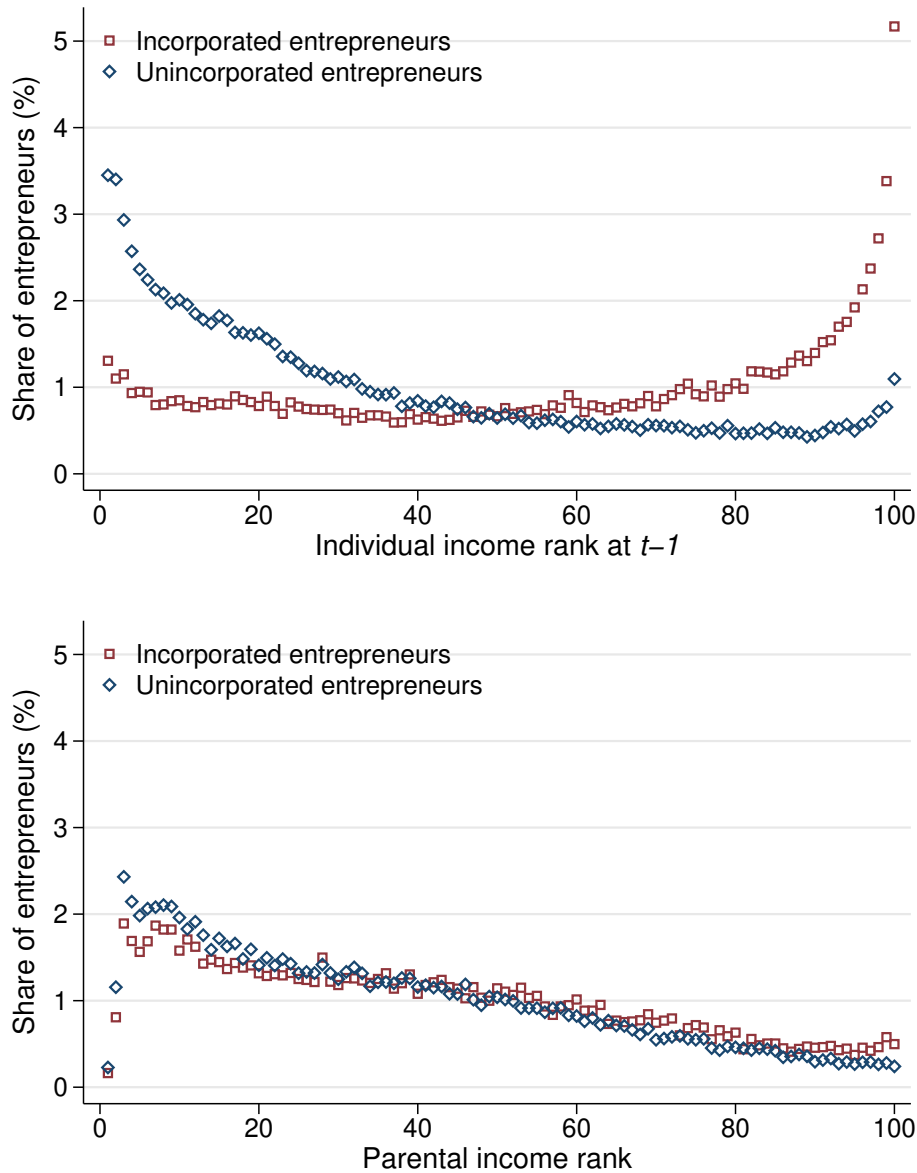 Incorporated entrepreneurs
Unincorporated entrepreneurs
Share of entrepreneurs (%)
5
4
3
2
1
0
0 20 40 60 80 100
Individual income rank at t−1
Incorporated entrepreneurs
Unincorporated entrepreneurs
Share of entrepreneurs (%)
5
4
3
2
1
0
0 20 40 60 80 100
Parental income rank